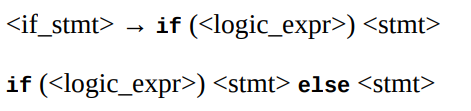 <if_stmt> → if (<logic_expr>) <stmt>
if (<logic_expr>) <stmt> else <stmt>